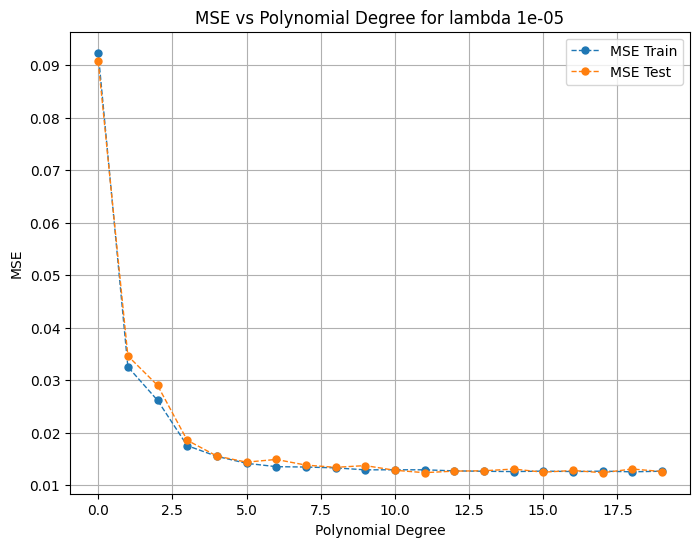 MSE vs Polynomial Degree for lambda 1e-05
MSE Train
MSE Test
MSE
0.09
0.08
0.07
0.06
0.05
0.04
0.03
0.02
0.01
0.0 2.5 5.0 7.5 10.0 12.5 15.0 17.5
Polynomial Degree